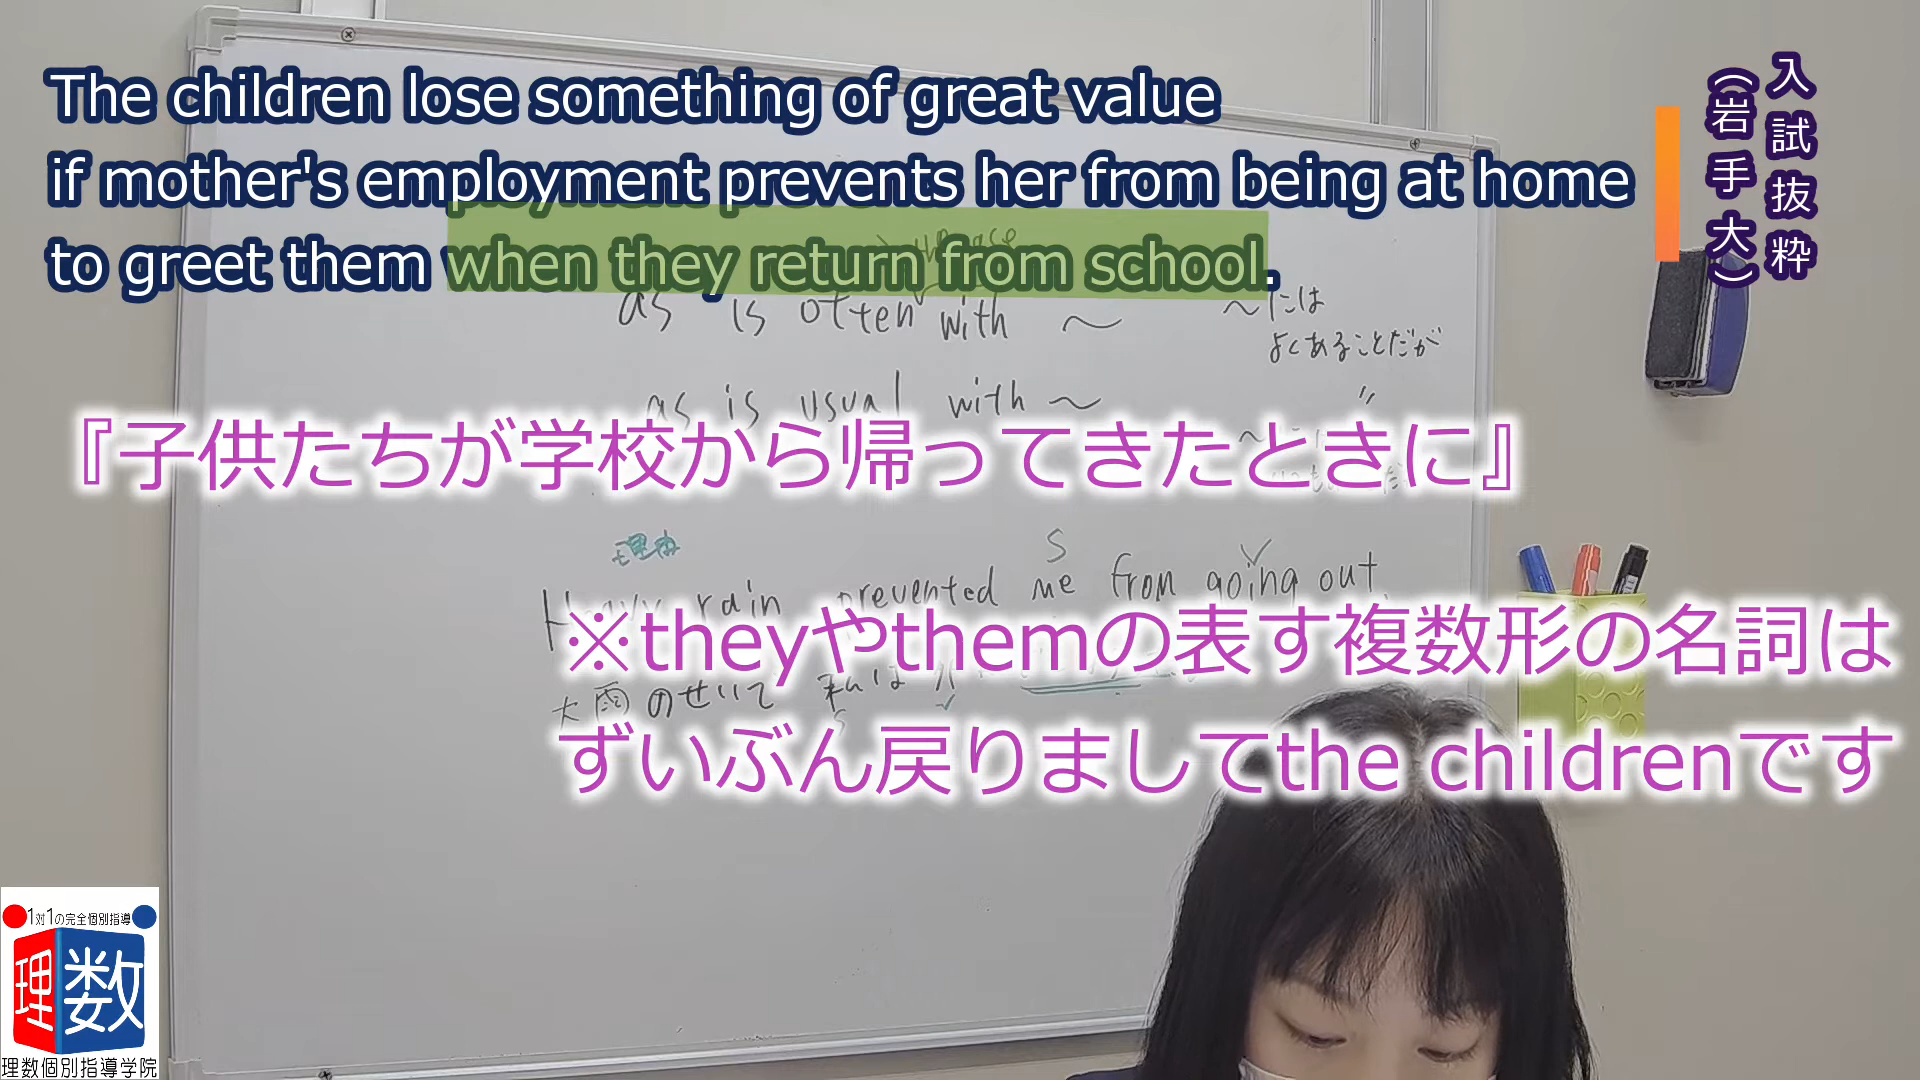 The children lose something of great value
if mother's employment prevents her from being at home
to greet them when they return from school.
入試抜粋
(岩手大)
as is often with ~
~には
よくあることだが
as is usual with ~
〃
『子供たちが学校から帰ってきたときに』
理由
S V
Heavy rain prevented me from going out.
※theyやthemの表す複数形の名詞は
大雨のせいで 私は
ずいぶん戻りましてthe childrenです
1対1の完全個別指導
理数
理数個別指導学院